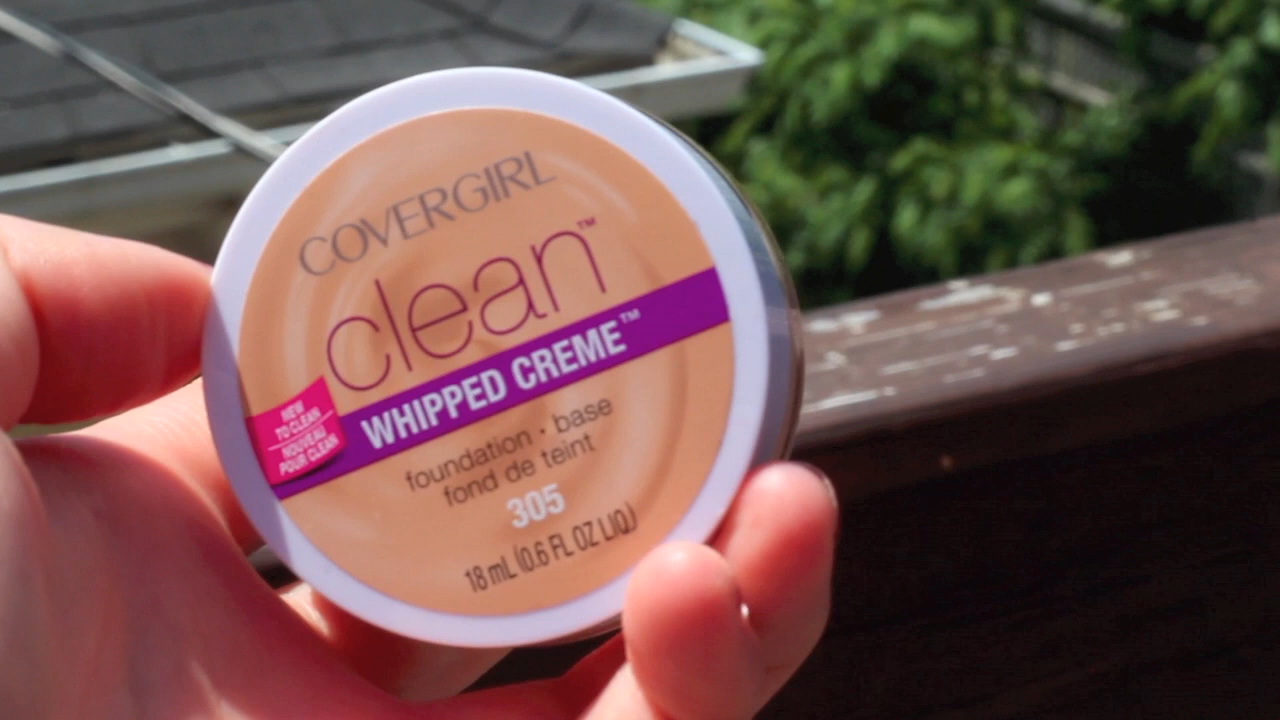 COVERGIRL
clean™
WHIPPED CREME™
NEW
TO CLEAN
NOUVEAU
POUR CLEAN
foundation · base
fond de teint
305
18 mL (0.6 FL OZ LIQ)